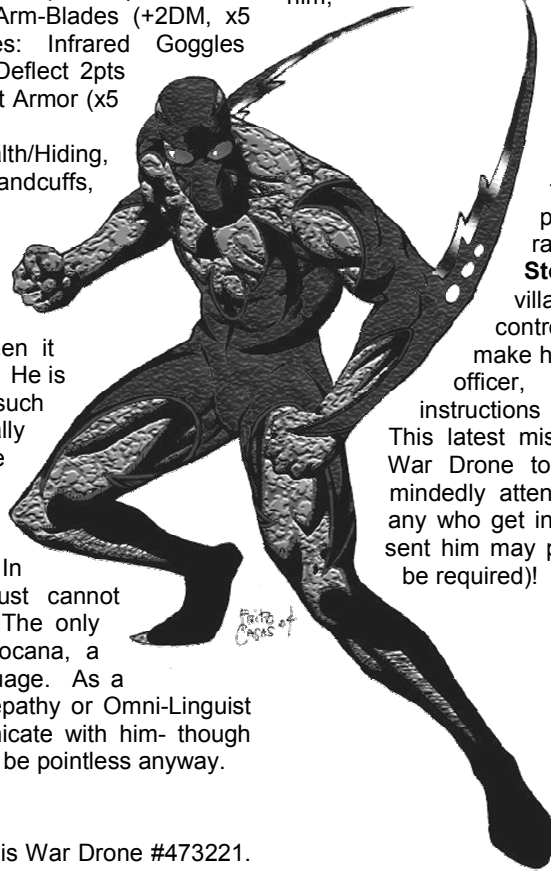 Arm-Blades (+2DM, x5
es: Infrared Goggles
Deflect 2pts
t Armor (x5
alth/Hiding,
andcuffs,
en it
He is
such
ally
e
In
ust cannot
The only
ocana, a
uage. As a
epathy or Omni-Linguist
nicate with him- though
be pointless anyway.
is War Drone #473221.
him,
p
ra
Ste
villa
contro
make h
officer,
instructions
This latest mis
War Drone to
mindedly atten
any who get in
sent him may p
be required)!